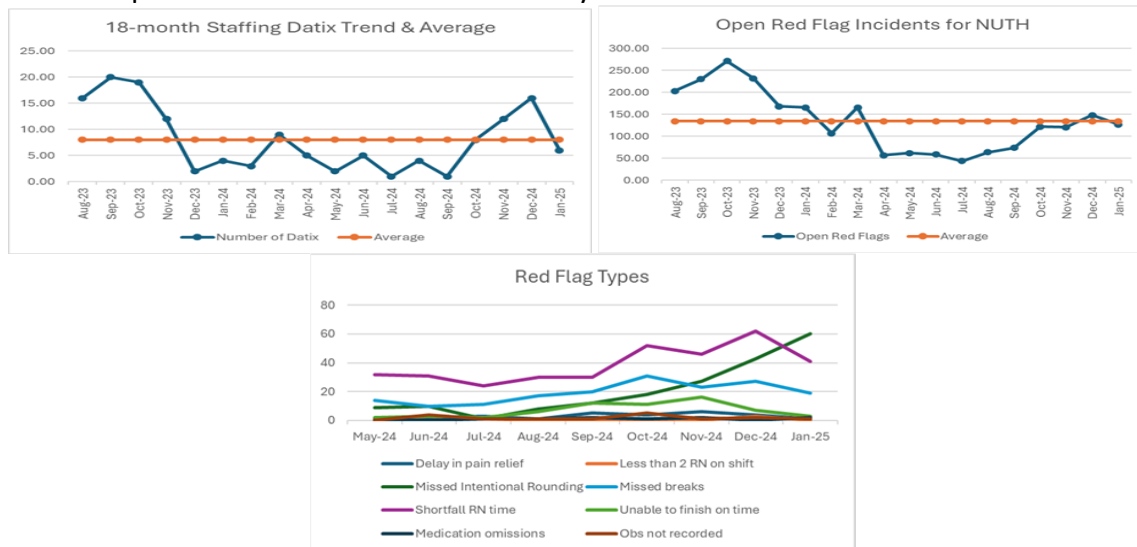 18-month Staffing Datix Trend & Average
25.00
20.00
15.00
10.00
5.00
0.00
Aug-23 Sep-23 Oct-23 Nov-23 Dec-23 Jan-24 Feb-24 Mar-24 Apr-24 May-24 Jun-24 Jul-24 Aug-24 Sep-24 Oct-24 Nov-24 Dec-24 Jan-25
Number of Datix Average
Open Red Flag Incidents for NUTH
300.00
250.00
200.00
150.00
100.00
50.00
0.00
Aug-23 Sep-23 Oct-23 Nov-23 Dec-23 Jan-24 Feb-24 Mar-24 Apr-24 May-24 Jun-24 Jul-24 Aug-24 Sep-24 Oct-24 Nov-24 Dec-24 Jan-25
Open Red Flags Average
Red Flag Types
80
60
40
20
0
May-24 Jun-24 Jul-24 Aug-24 Sep-24 Oct-24 Nov-24 Dec-24 Jan-25
Delay in pain relief Less than 2 RN on shift
Missed Intentional Rounding Missed breaks
Shortfall RN time Unable to finish on time
Medication omissions Obs not recorded